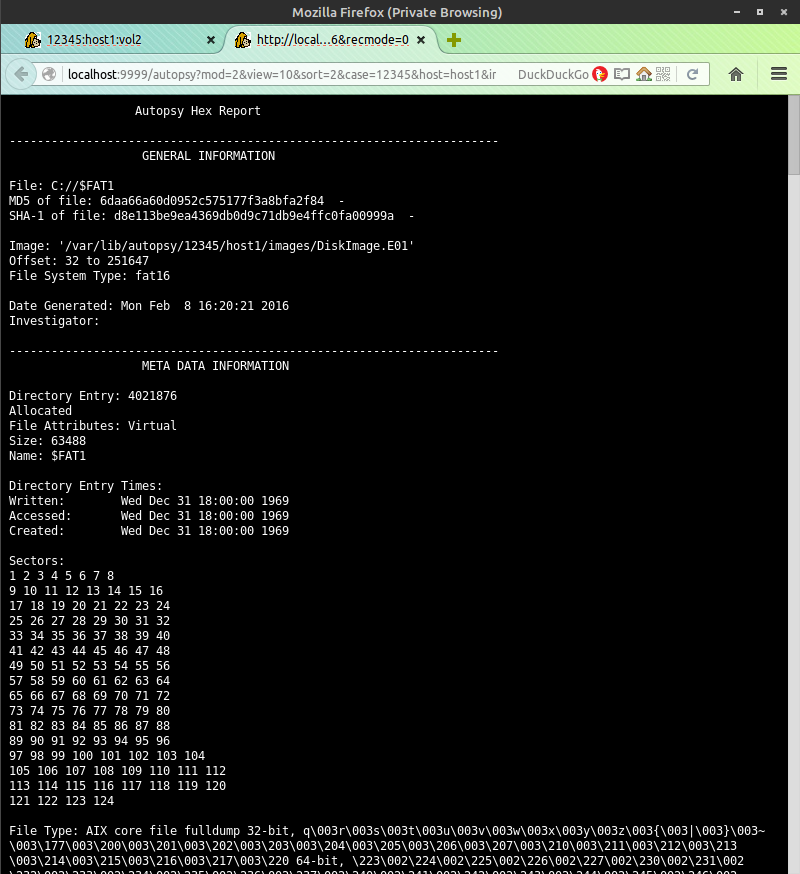 Mozilla Firefox (Private Browsing)
12345:host1:vol2
http://local...6&recmode=0
localhost:9999/autopsy?mod=2&view=10&sort=2&case=12345&host=host1&ir
DuckDuckGo
Autopsy Hex Report
----------------------------------------------------------------------
GENERAL INFORMATION
File: C://$FAT1
MD5 of file: 6daa66a60d0952c575177f3a8bfa2f84  -
SHA-1 of file: d8e113be9ea4369db0d9c71db9e4ffc0fa00999a  -
Image: '/var/lib/autopsy/12345/host1/images/DiskImage.E01'
Offset: 32 to 251647
File System Type: fat16
Date Generated: Mon Feb  8 16:20:21 2016
Investigator:
----------------------------------------------------------------------
META DATA INFORMATION
Directory Entry: 4021876
Allocated
File Attributes: Virtual
Size: 63488
Name: $FAT1
Directory Entry Times:
Written:        Wed Dec 31 18:00:00 1969
Accessed:       Wed Dec 31 18:00:00 1969
Created:        Wed Dec 31 18:00:00 1969
Sectors:
1 2 3 4 5 6 7 8
9 10 11 12 13 14 15 16
17 18 19 20 21 22 23 24
25 26 27 28 29 30 31 32
33 34 35 36 37 38 39 40
41 42 43 44 45 46 47 48
49 50 51 52 53 54 55 56
57 58 59 60 61 62 63 64
65 66 67 68 69 70 71 72
73 74 75 76 77 78 79 80
81 82 83 84 85 86 87 88
89 90 91 92 93 94 95 96
97 98 99 100 101 102 103 104
105 106 107 108 109 110 111 112
113 114 115 116 117 118 119 120
121 122 123 124
File Type: AIX core file fulldump 32-bit, q\003r\003s\003t\003u\003v\003w\003x\003y\003z\003{\003|\003}\003~
\003\177\003\200\003\201\003\202\003\203\003\204\003\205\003\206\003\207\003\210\003\211\003\212\003\213
\003\214\003\215\003\216\003\217\003\220 64-bit, \223\002\224\002\225\002\226\002\227\002\230\002\231\002